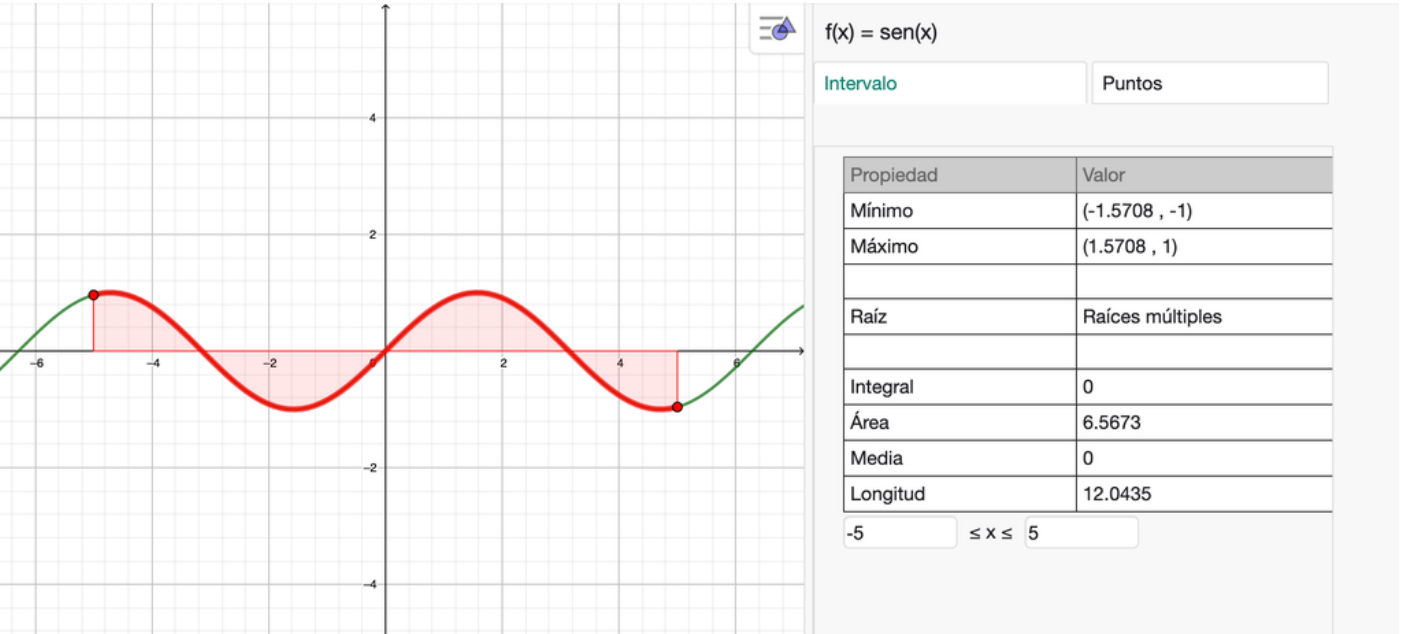 f(x) = sen(x)
Intervalo Puntos
Propiedad Valor
Mínimo (-1.5708 , -1)
Máximo (1.5708 , 1)
Raíz Raíces múltiples
Integral 0
Área 6.5673
Media 0
Longitud 12.0435
-5 ≤ x ≤ 5
4
2
–6 –4 –2 0 2 4 6
–2
–4